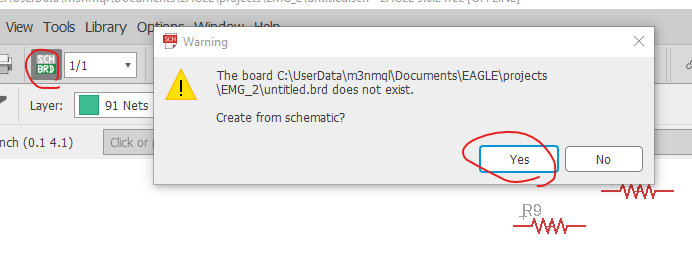 View Tools Library Options Window Help
SCH
BRD
1/1
Layer:
91 Nets
nch (0.1 4.1)
Click or
Warning
The board C:\UserData\m3nmql\Documents\EAGLE\projects
\EMG_2\untitled.brd does not exist.
Create from schematic?
Yes
No
R9